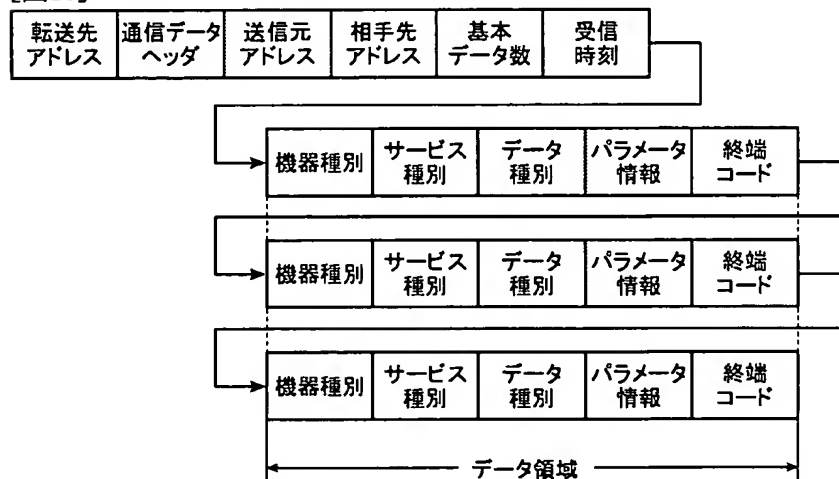 転送先 通信データ 送信元 相手先 基本 受信
アドレス ヘッダ アドレス アドレス データ数 時刻
機器種別 サービス データ パラメータ 終端
種別 種別 情報 コード
機器種別 サービス データ パラメータ 終端
種別 種別 情報 コード
機器種別 サービス データ パラメータ 終端
種別 種別 情報 コード
データ領域